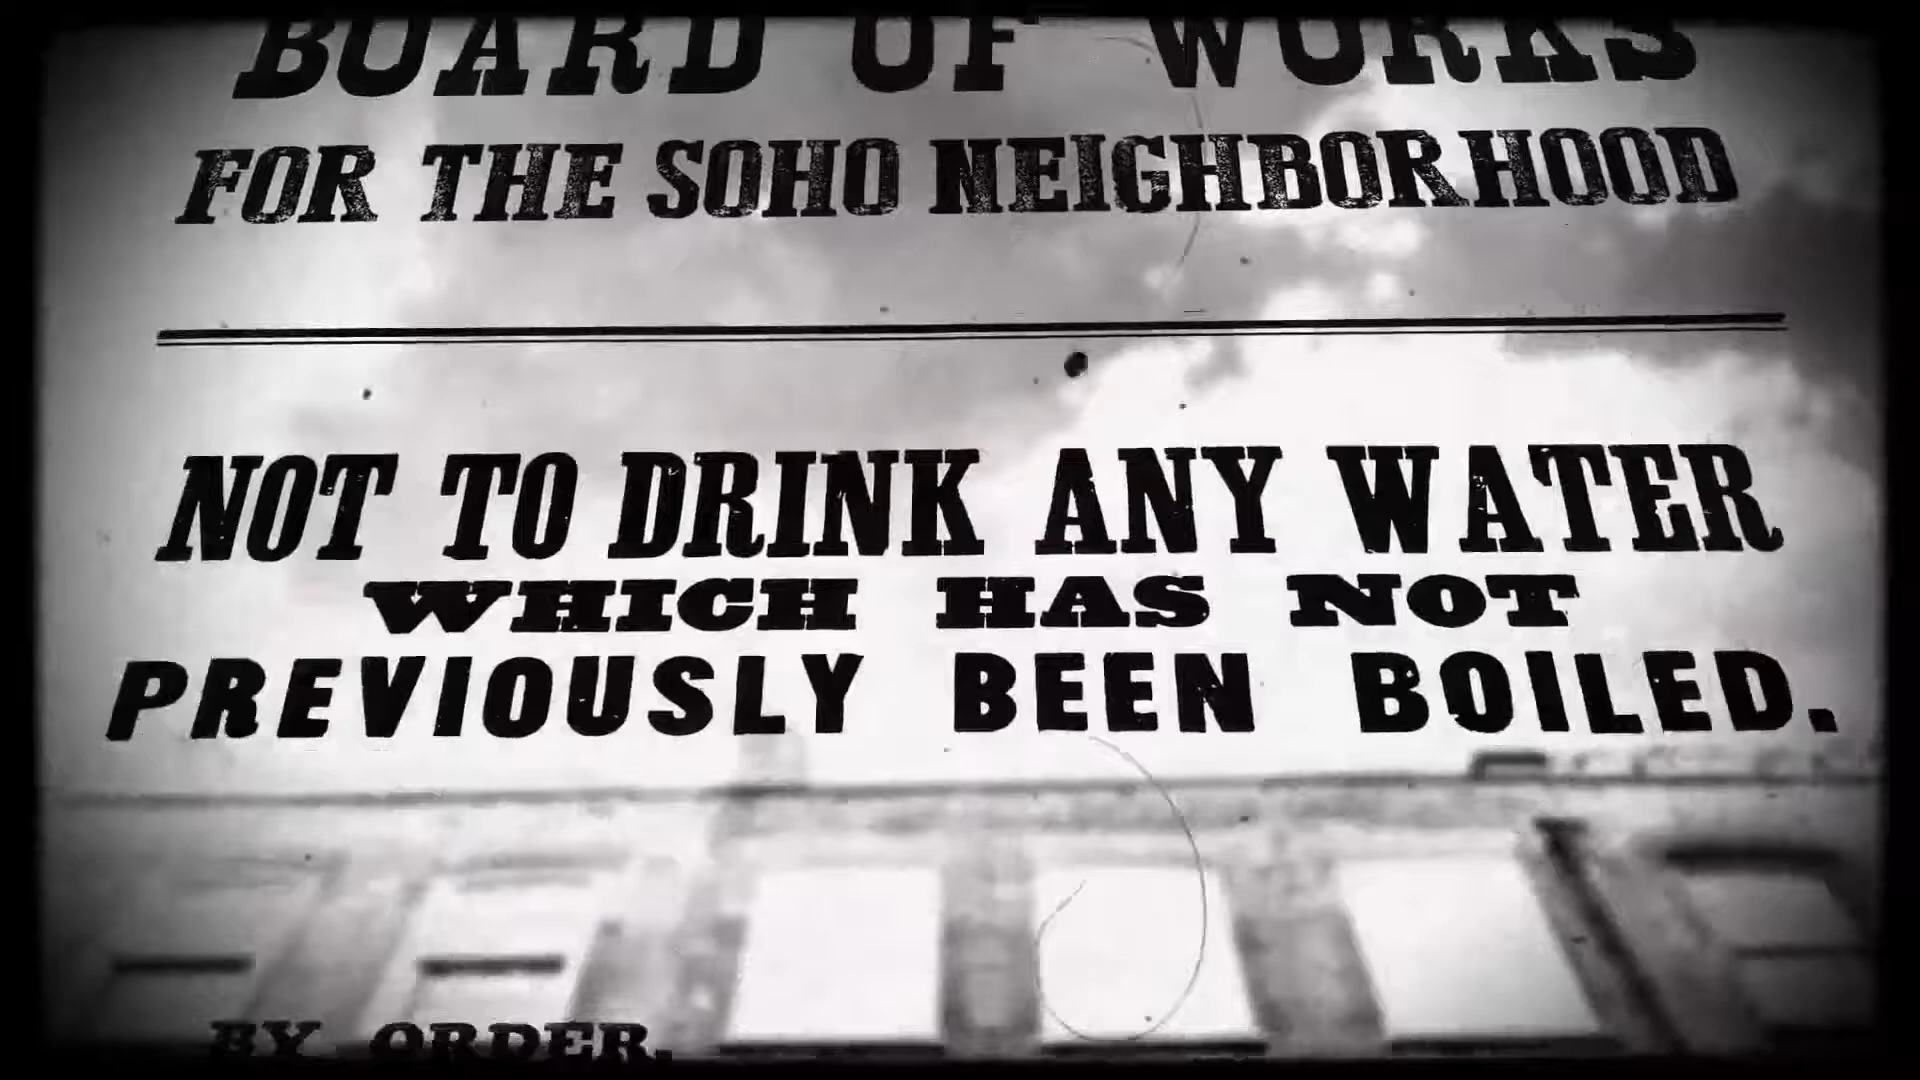 BOARD OF WORKS
FOR THE SOHO NEIGHBORHOOD
NOT TO DRINK ANY WATER
WHICH HAS NOT
PREVIOUSLY BEEN BOILED.
BY ORDER.